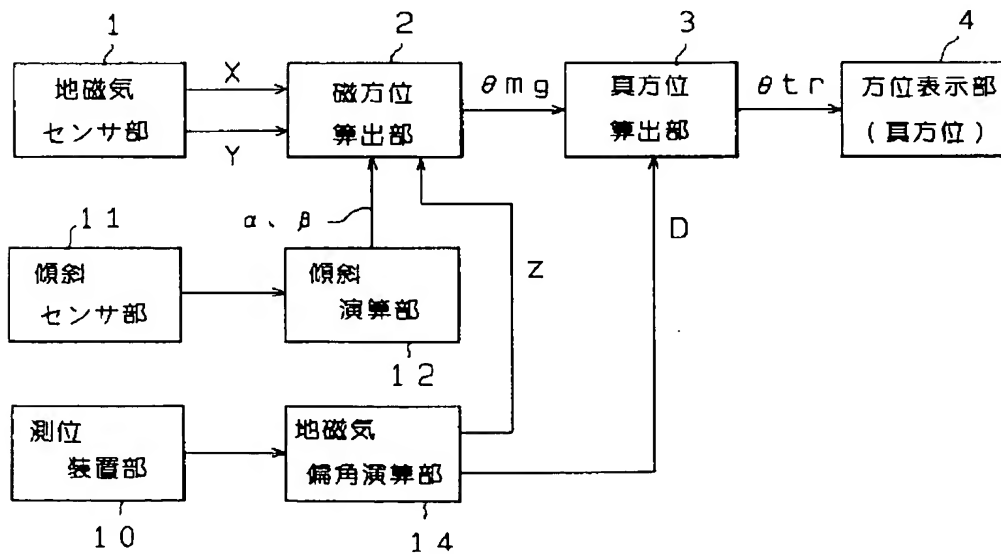 1
地磁気
センサ部
X
Y
2
磁方位
算出部
θmg
3
真方位
算出部
θtr
4
方位表示部
(真方位)
α、β
11
傾斜
センサ部
傾斜
演算部
12
Z
D
測位
装置部
10
地磁気
偏角演算部
14